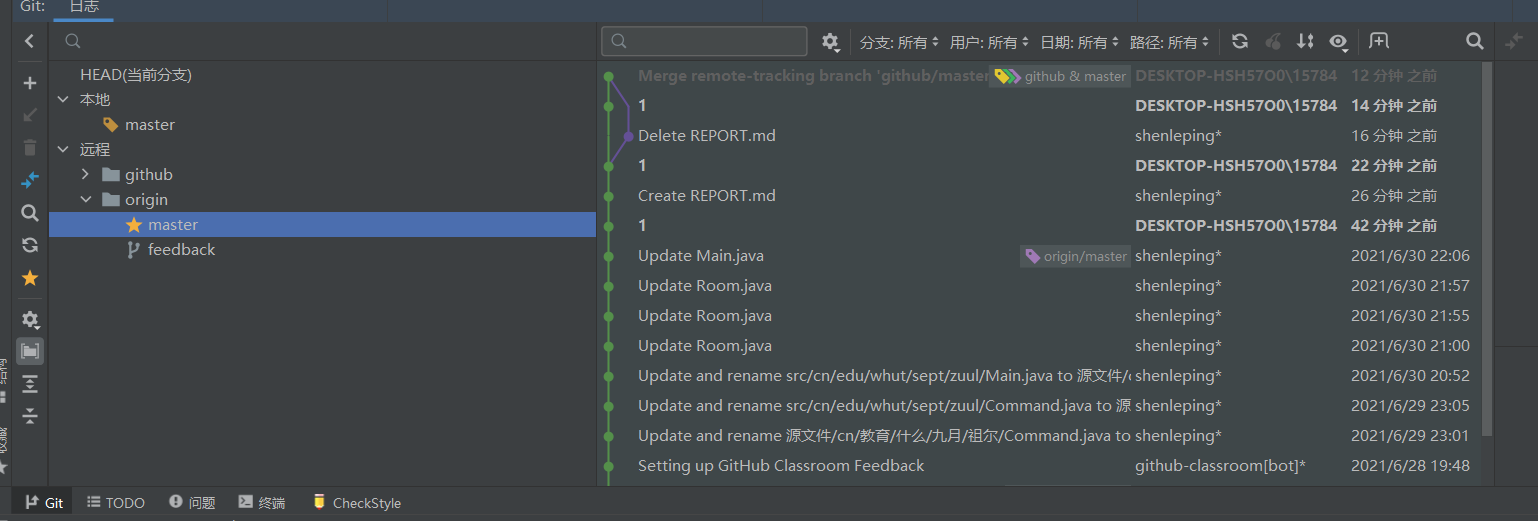 Git: 日志
分支: 所有 用户: 所有 日期: 所有 路径: 所有
HEAD(当前分支)
本地
master
远程
github
origin
master
feedback
Merge remote-tracking branch 'github/master github & master DESKTOP-HSH57O0\15784 12 分钟 之前
1 DESKTOP-HSH57O0\15784 14 分钟 之前
Delete REPORT.md shenleping* 16 分钟 之前
1 DESKTOP-HSH57O0\15784 22 分钟 之前
Create REPORT.md shenleping* 26 分钟 之前
1 DESKTOP-HSH57O0\15784 42 分钟 之前
Update Main.java origin/master shenleping* 2021/6/30 22:06
Update Room.java shenleping* 2021/6/30 21:57
Update Room.java shenleping* 2021/6/30 21:55
Update Room.java shenleping* 2021/6/30 21:00
Update and rename src/cn/edu/whut/sept/zuul/Main.java to 源文件/ shenleping* 2021/6/30 20:52
Update and rename src/cn/edu/whut/sept/zuul/Command.java to 源 shenleping* 2021/6/29 23:05
Update and rename 源文件/cn/教育/什么/九月/祖尔/Command.java to shenleping* 2021/6/29 23:01
Setting up GitHub Classroom Feedback github-classroom[bot]* 2021/6/28 19:48
Git TODO 问题 终端 CheckStyle